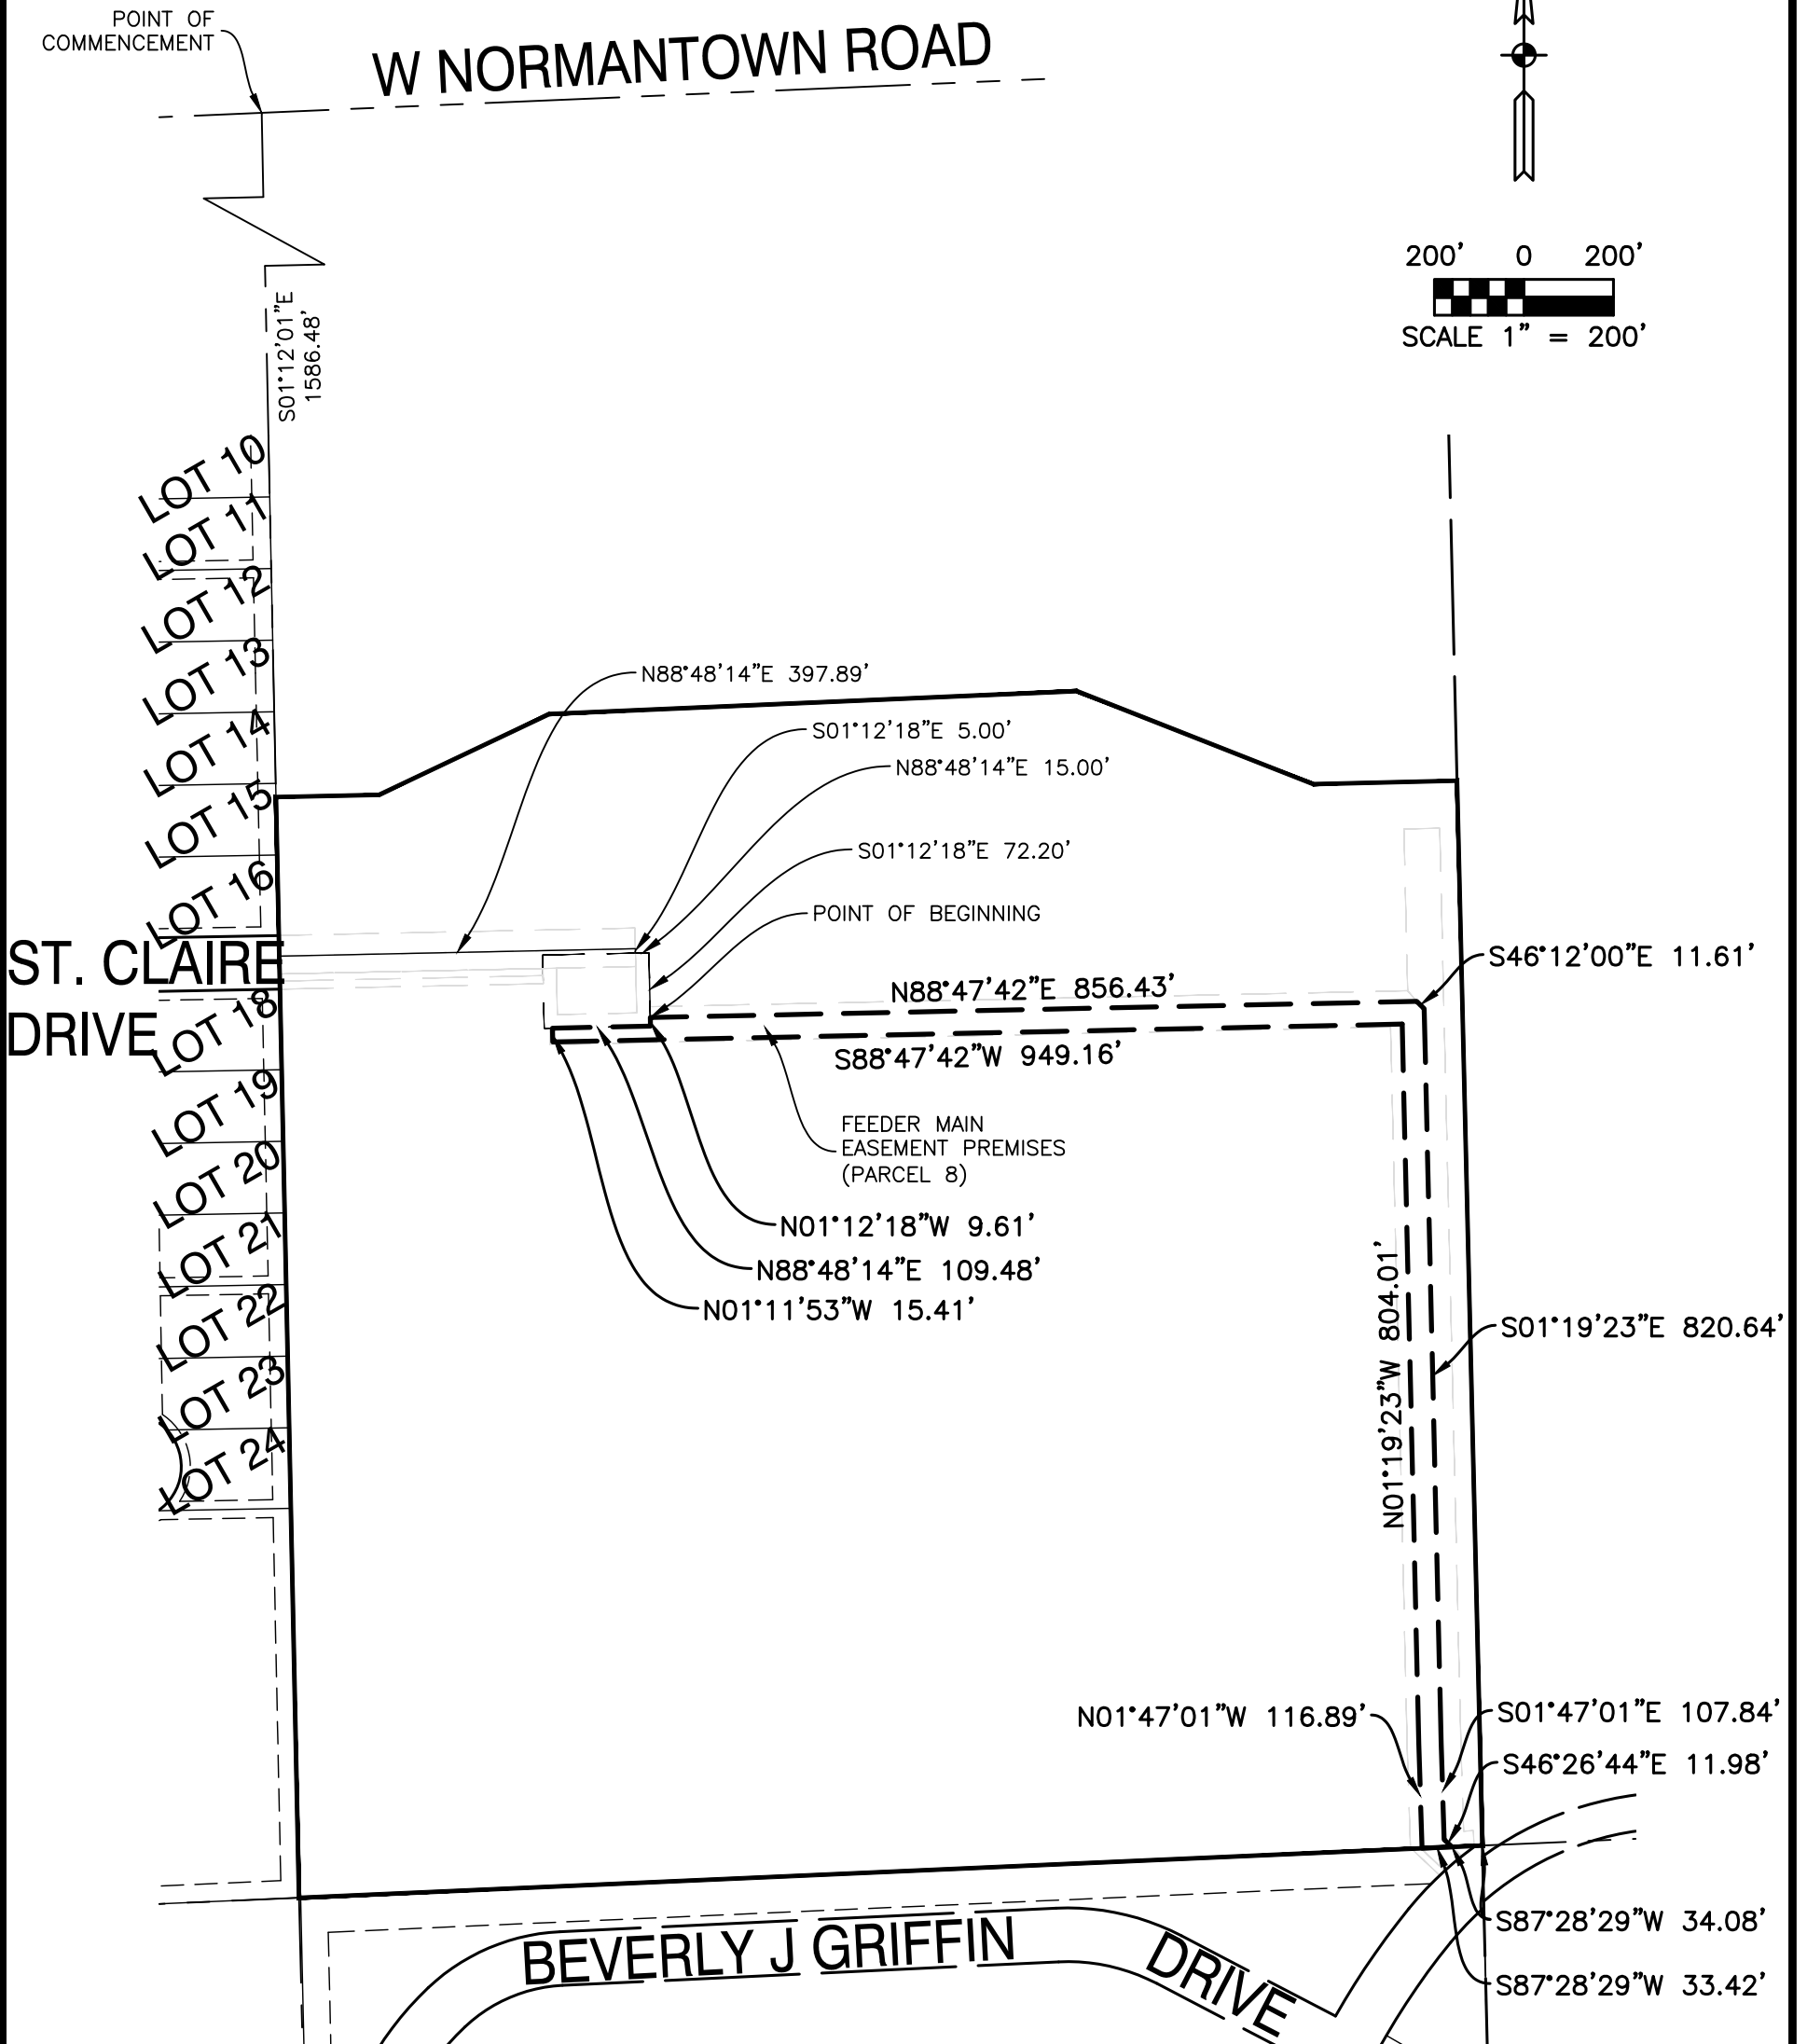 POINT OF
COMMENCEMENT
W NORMANTOWN ROAD
200' 0 200'
SCALE 1" = 200'
S01°12'01"E
1586.48'
LOT 10
LOT 11
LOT 12
LOT 13
LOT 14
LOT 15
LOT 16
N88°48'14"E 397.89'
S01°12'18"E 5.00'
N88°48'14"E 15.00'
S01°12'18"E 72.20'
POINT OF BEGINNING
ST. CLAIRE
DRIVE
S46°12'00"E 11.61'
N88°47'42"E 856.43'
S88°47'42"W 949.16'
LOT 18
LOT 19
LOT 20
LOT 21
LOT 22
LOT 23
LOT 24
FEEDER MAIN
EASEMENT PREMISES
(PARCEL 8)
N01°12'18"W 9.61'
N88°48'14"E 109.48'
N01°11'53"W 15.41'
N01°19'23"W 804.01'
S01°19'23"E 820.64'
N01°47'01"W 116.89'
S01°47'01"E 107.84'
S46°26'44"E 11.98'
S87°28'29"W 34.08'
S87°28'29"W 33.42'
BEVERLY J GRIFFIN DRIVE